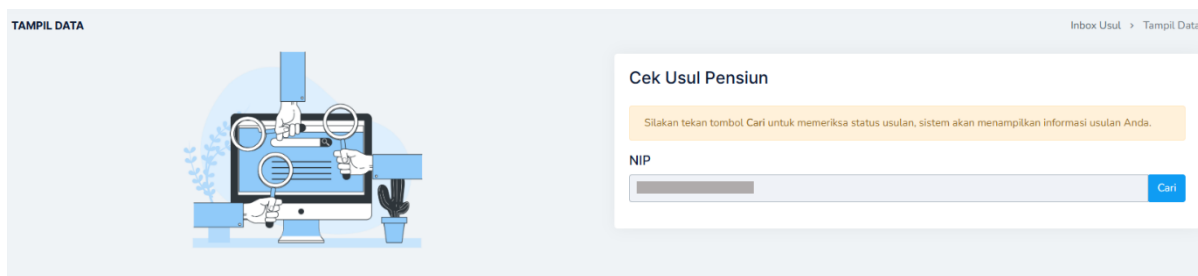 TAMPIL DATA
Inbox Usul > Tampil Data
Cek Usul Pensiun
Silakan tekan tombol Cari untuk memeriksa status usulan, sistem akan menampilkan informasi usulan Anda.
NIP
Cari